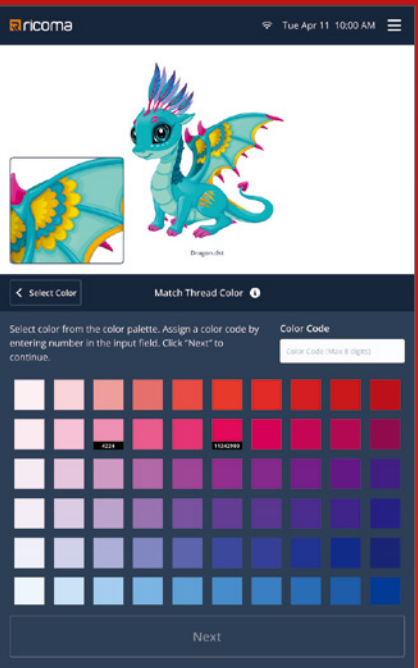 ricoma
Tue Apr 11 10:00 AM
Dragon.dst
Select Color
Match Thread Color
Select color from the color palette. Assign a color code by
entering number in the input field. Click "Next" to
continue.
Color Code
Color Code (Max 8 digits)
4224
11242980
Next